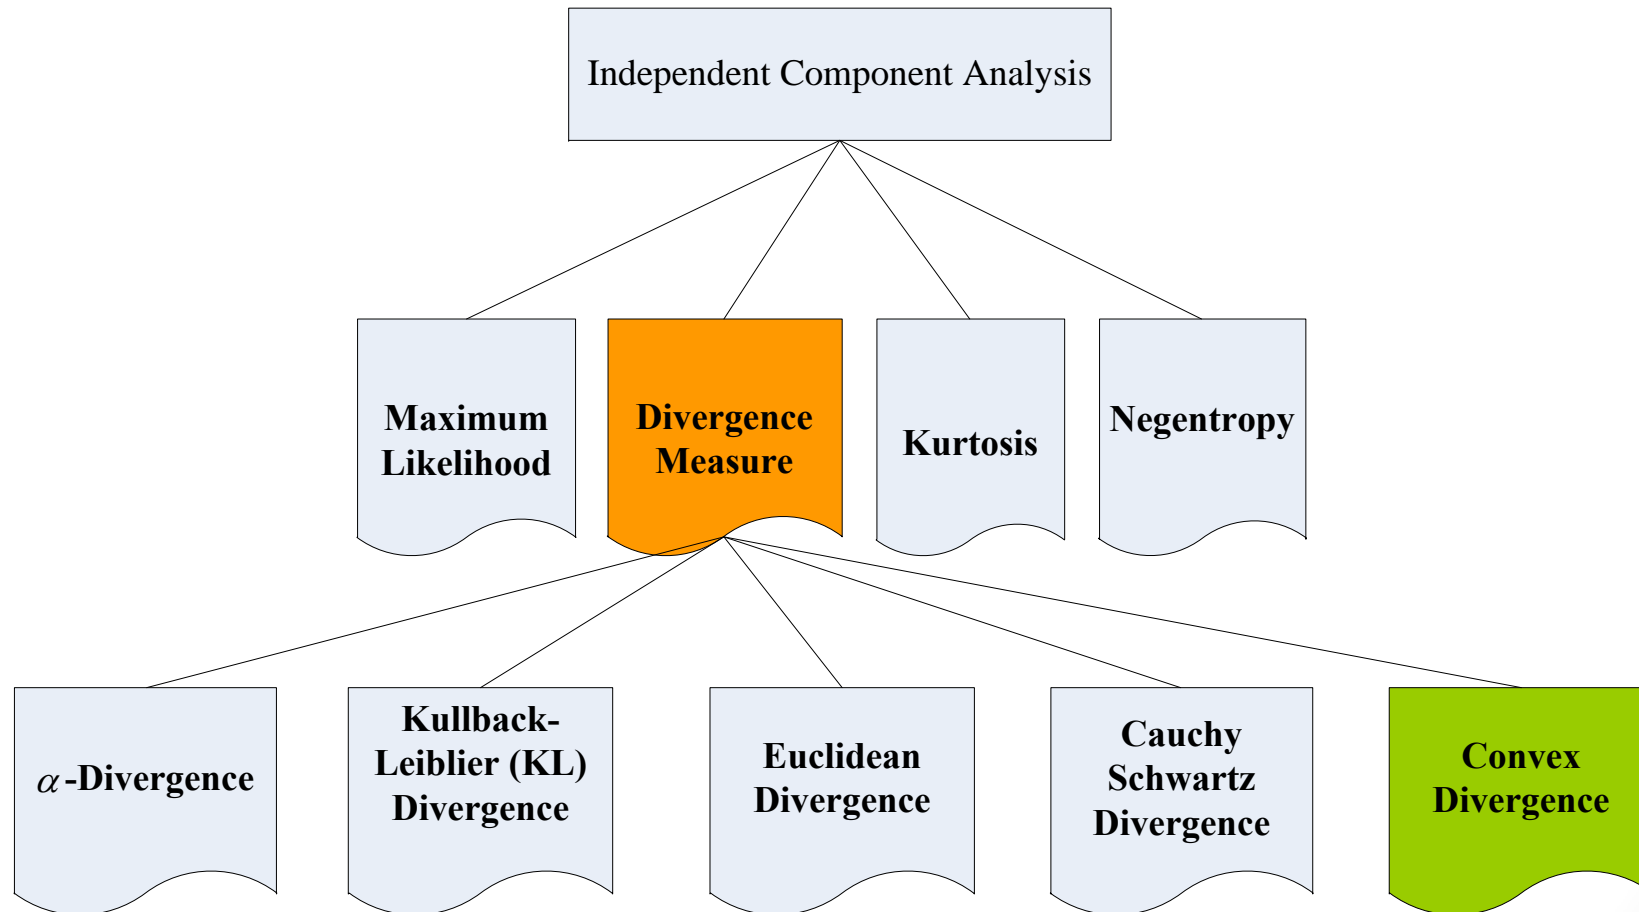 Independent Component Analysis
Maximum
Likelihood
Divergence
Measure
Kurtosis
Negentropy
α-Divergence
Kullback-
Leiblier (KL)
Divergence
Euclidean
Divergence
Cauchy
Schwartz
Divergence
Convex
Divergence